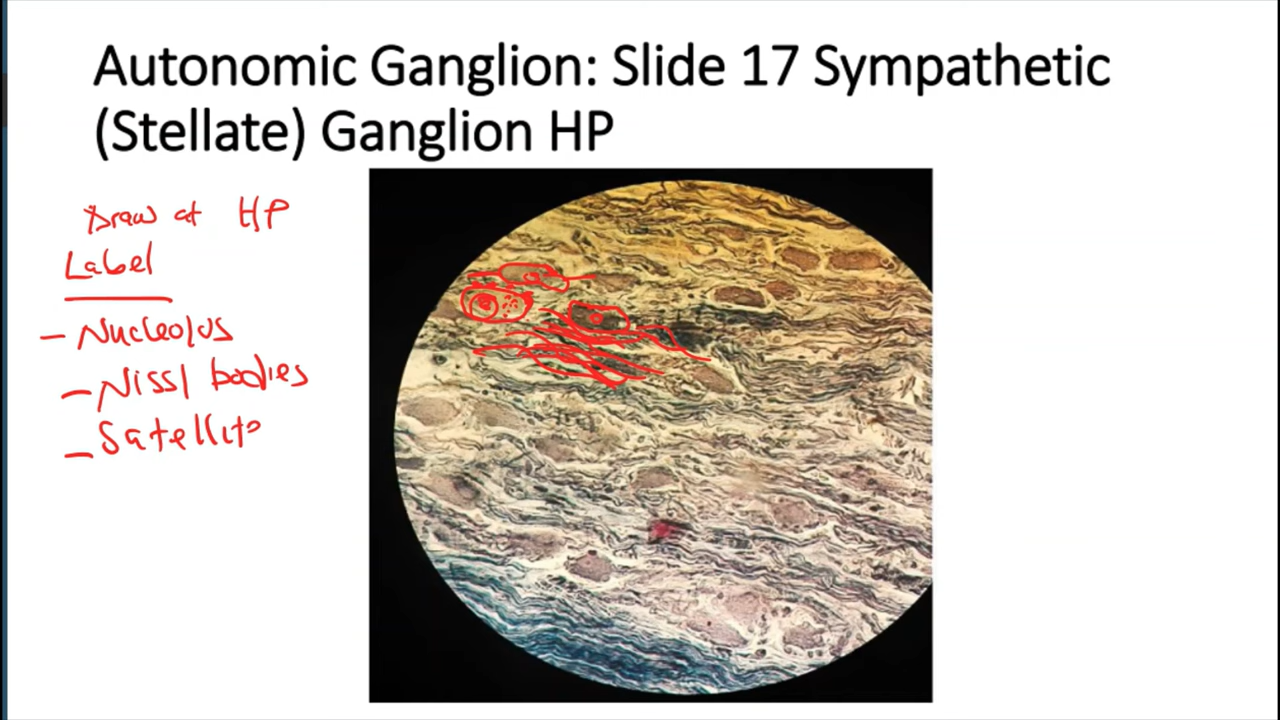 Autonomic Ganglion: Slide 17 Sympathetic
(Stellate) Ganglion HP
Draw at HP
Label
- Nucleolus
- Nissl bodies
- Satellite